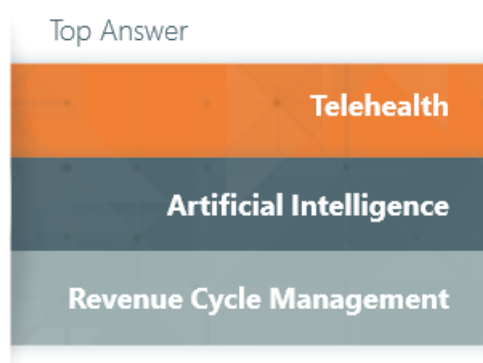 Top Answer
Telehealth
Artificial Intelligence
Revenue Cycle Management